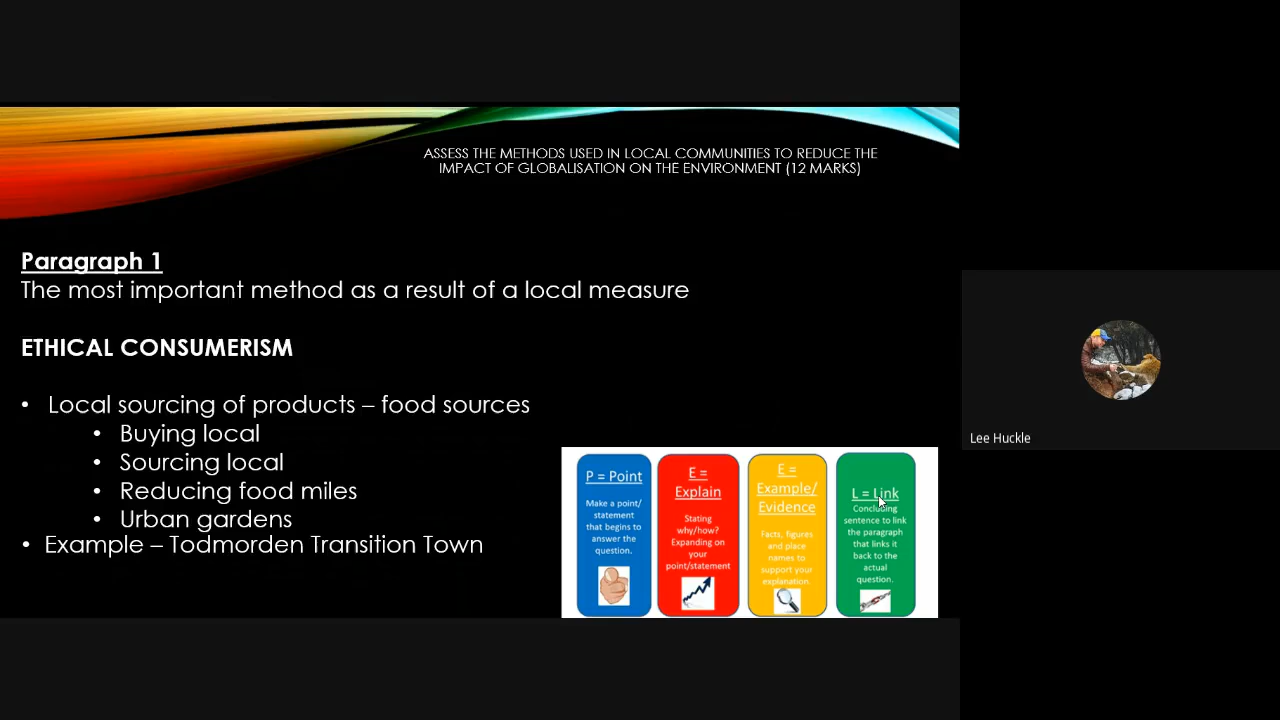 ASSESS THE METHODS USED IN LOCAL COMMUNITIES TO REDUCE THE
IMPACT OF GLOBALISATION ON THE ENVIRONMENT (12 MARKS)
Paragraph 1
The most important method as a result of a local measure
ETHICAL CONSUMERISM
• Local sourcing of products – food sources
• Buying local
• Sourcing local
• Reducing food miles
• Urban gardens
• Example – Todmorden Transition Town
P = Point
Make a point/
statement
that begins to
answer the
question.
E =
Explain
Stating
why/how?
Expanding on
your
point/statement
E =
Example/
Evidence
Facts, figures
and place
names to
support your
explanation.
L = Link
Concluding
sentence to link
the paragraph
that links it
back to the
actual
question.
Lee Huckle